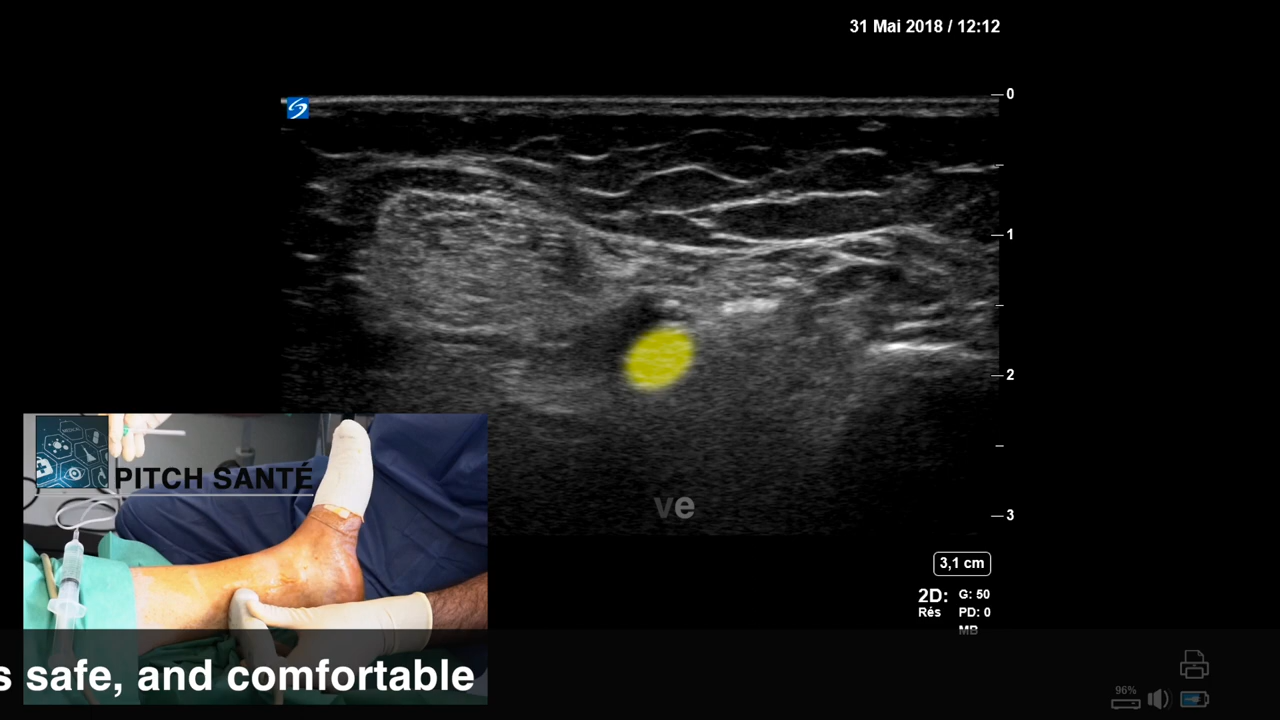 31 Mai 2018 / 12:12
0
1
2
3
PITCH SANTÉ
ve
3,1 cm
2D: G: 50
Rés PD: 0
MB
s safe, and comfortable
96%